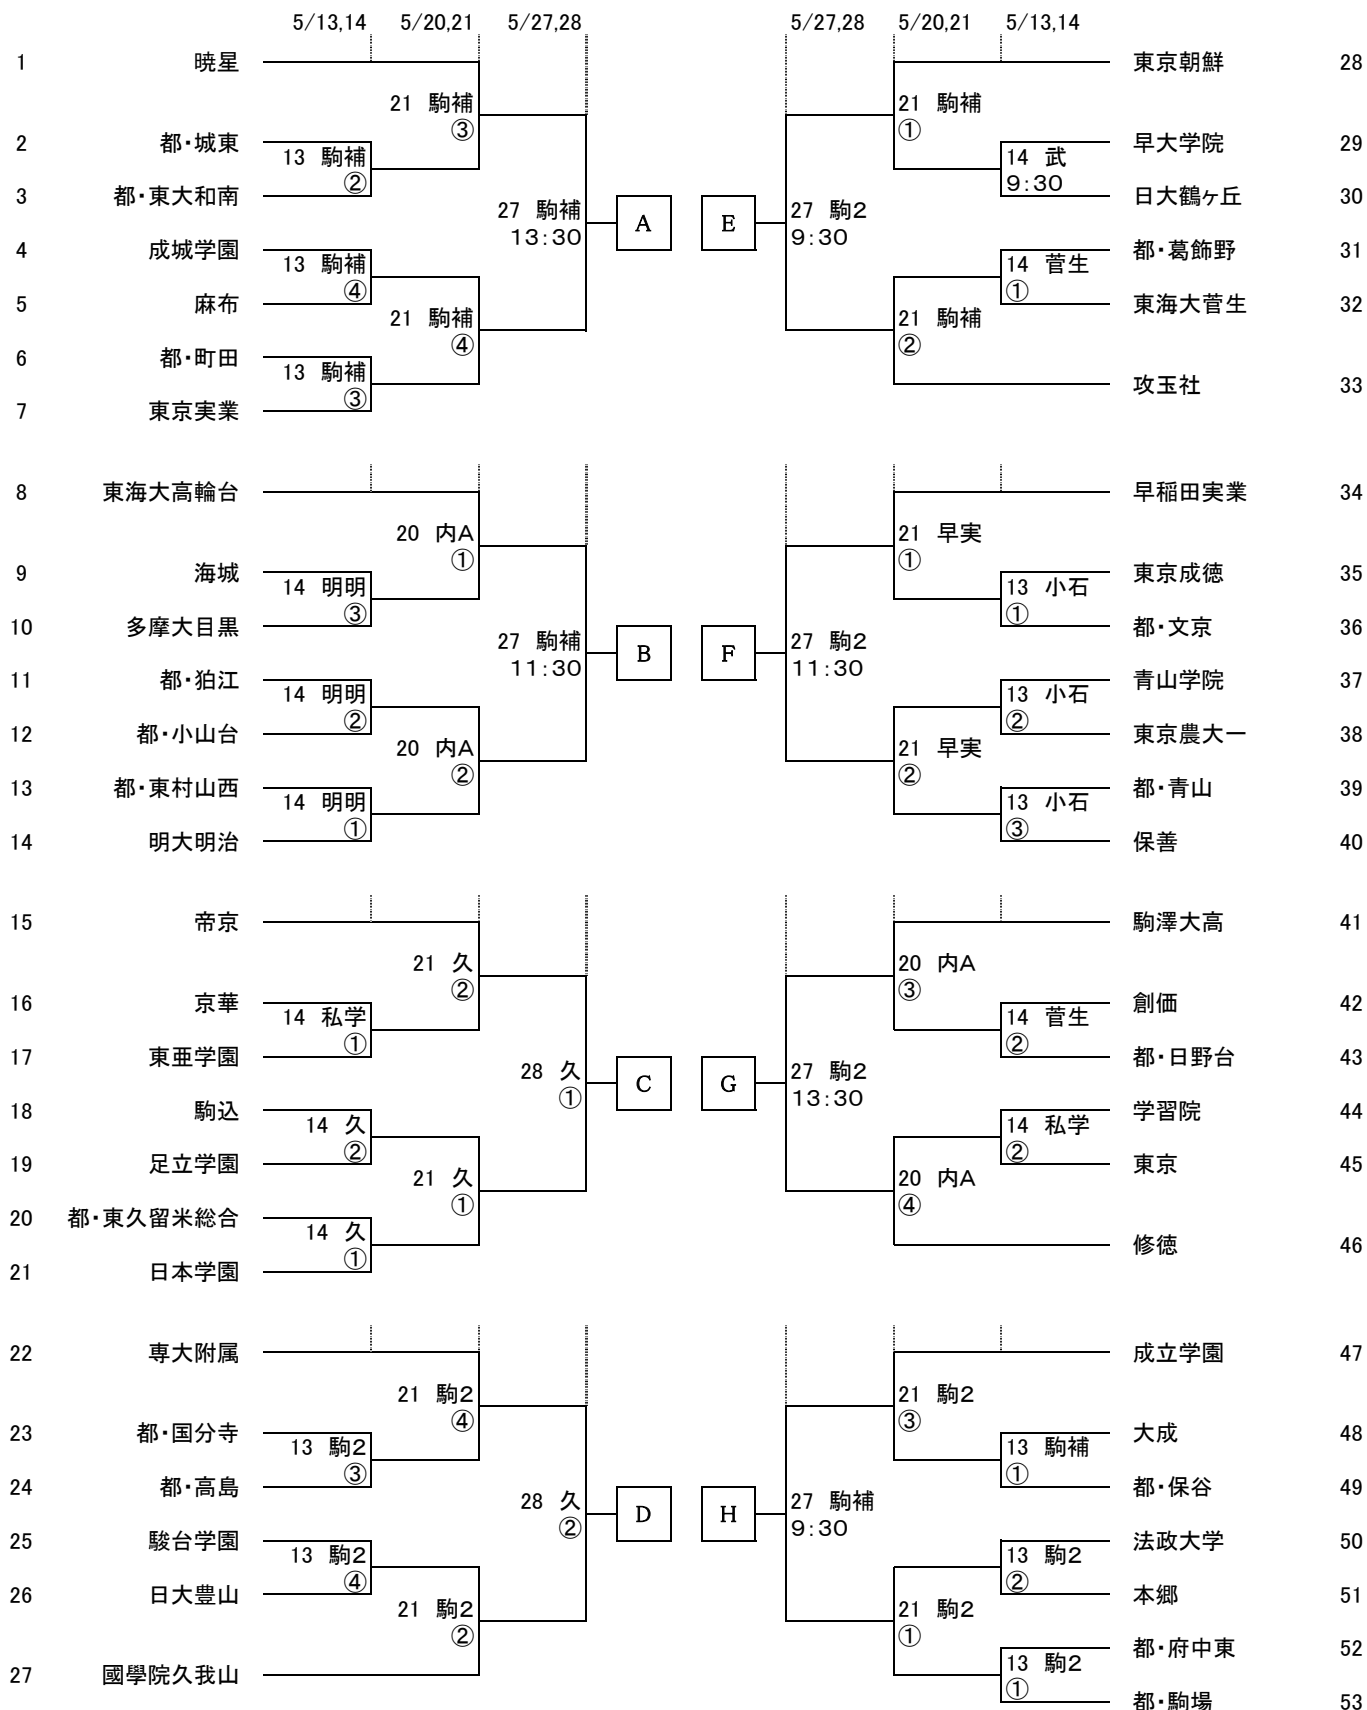 5/13,14 5/20,21 5/27,28 5/27,28 5/20,21 5/13,14
1 暁星 東京朝鮮 28
21 駒補 21 駒補
③ ①
2 都・城東 早大学院 29
13 駒補 14 武
② 9:30
3 都・東大和南 日大鶴ヶ丘 30
27 駒補 A E 27 駒2
13:30 9:30
4 成城学園 都・葛飾野 31
13 駒補 14 菅生
④ ①
5 麻布 東海大菅生 32
21 駒補 21 駒補
④ ②
6 都・町田
13 駒補 攻玉社 33
③
7 東京実業
8 東海大高輪台 早稲田実業 34
20 内A 21 早実
① ①
9 海城 東京成徳 35
14 明明 13 小石
③ ①
10 多摩大目黒 都・文京 36
27 駒補 B F 27 駒2
11:30 11:30
11 都・狛江 青山学院 37
14 明明 13 小石
② ②
12 都・小山台 東京農大一 38
20 内A 21 早実
② ②
13 都・東村山西 都・青山 39
14 明明 13 小石
① ③
14 明大明治 保善 40
15 帝京 駒澤大高 41
21 久 20 内A
② ③
16 京華 創価 42
14 私学 14 菅生
① ②
17 東亜学園 都・日野台 43
28 久 C G 27 駒2
① 13:30
18 駒込 学習院 44
14 久 14 私学
② ②
19 足立学園 東京 45
21 久 20 内A
① ④
20 都・東久留米総合
14 久 修徳 46
①
21 日本学園
22 専大附属 成立学園 47
21 駒2 21 駒2
④ ③
23 都・国分寺 大成 48
13 駒2 13 駒補
③ ①
24 都・高島 都・保谷 49
28 久 D H 27 駒補
② 9:30
25 駿台学園 法政大学 50
13 駒2 13 駒2
④ ②
26 日大豊山 本郷 51
21 駒2 21 駒2
② ①
都・府中東 52
27 國學院久我山 13 駒2
①
都・駒場 53